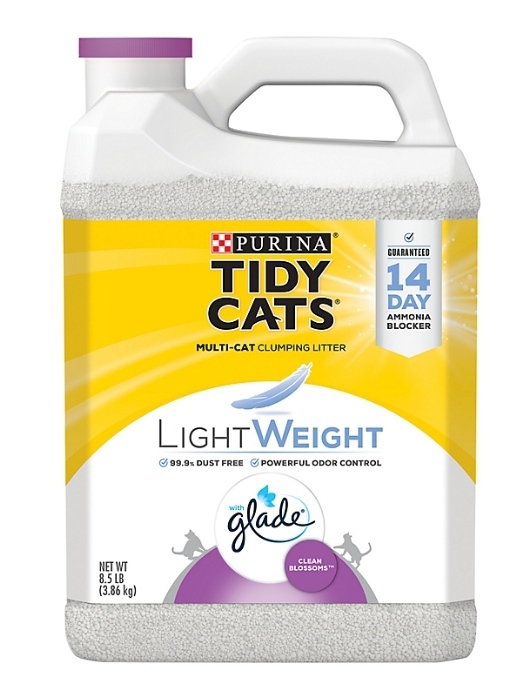 PURINA®
TIDY
CATS®
MULTI-CAT CLUMPING LITTER
GUARANTEED
14
DAY
AMMONIA
BLOCKER
LIGHTWEIGHT
99.9% DUST FREE POWERFUL ODOR CONTROL
with
glade®
CLEAN
BLOSSOMS™
NET WT
8.5 LB
(3.86 kg)